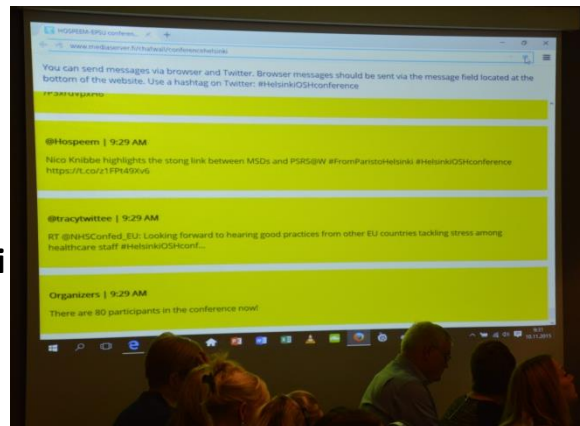 HOSPEEM-EPSU conferenc...
www.mediaserver.fi/chatwall/conferencehelsinki
You can send messages via browser and Twitter. Browser messages should be sent via the message field located at the
bottom of the website. Use a hashtag on Twitter: #HelsinkiOSHconference
@Hospeem | 9:29 AM
Nico Knibbe highlights the stong link between MSDs and PSRS@W #FromParistoHelsinki #HelsinkiOSHconference
https://t.co/z1FPt49Xv6
@tracytwittee | 9:29 AM
RT @NHSConfed_EU: Looking forward to hearing good practices from other EU countries tackling stress among
healthcare staff #HelsinkiOSHconf...
i
Organizers | 9:29 AM
There are 80 participants in the conference now!
10.11.2015